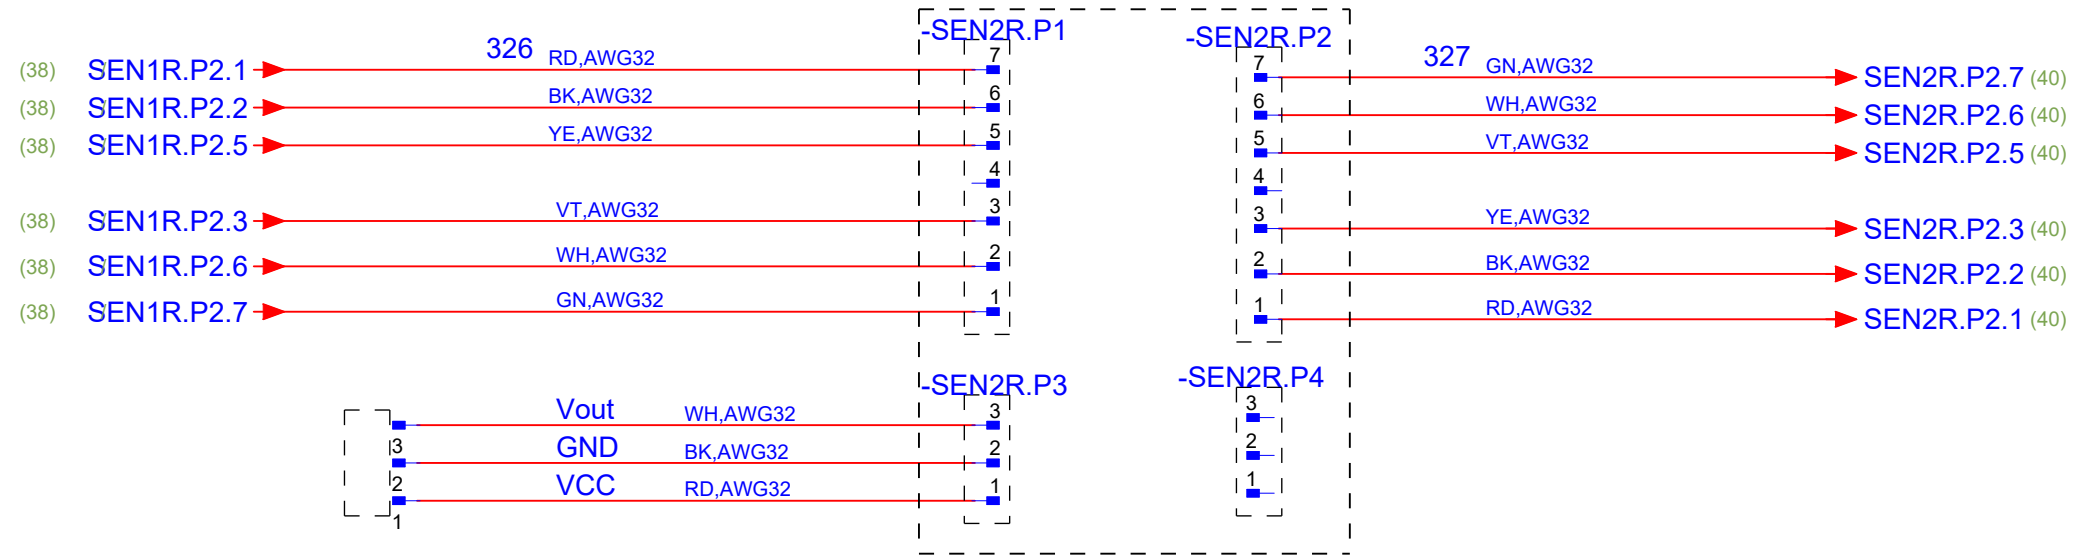 -SEN2R.P1
-SEN2R.P2
(38) SEN1R.P2.1 326 RD,AWG32 7
(38) SEN1R.P2.2 BK,AWG32 6
(38) SEN1R.P2.5 YE,AWG32 5
4
(38) SEN1R.P2.3 VT,AWG32 3
(38) SEN1R.P2.6 WH,AWG32 2
(38) SEN1R.P2.7 GN,AWG32 1
7 327 GN,AWG32 SEN2R.P2.7 (40)
6 WH,AWG32 SEN2R.P2.6 (40)
5 VT,AWG32 SEN2R.P2.5 (40)
4
3 YE,AWG32 SEN2R.P2.3 (40)
2 BK,AWG32 SEN2R.P2.2 (40)
1 RD,AWG32 SEN2R.P2.1 (40)
-SEN2R.P3
3 Vout WH,AWG32 3
2 GND BK,AWG32 2
1 VCC RD,AWG32 1
-SEN2R.P4
3
2
1